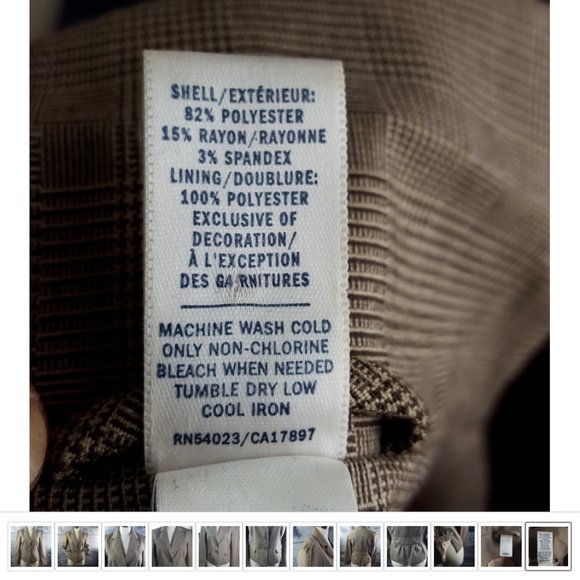 SHELL/EXTÉRIEUR:
82% POLYESTER
15% RAYON/RAYONNE
3% SPANDEX
LINING/DOUBLURE:
100% POLYESTER
EXCLUSIVE OF
DECORATION/
À L'EXCEPTION
DES GARNITURES
MACHINE WASH COLD
ONLY NON-CHLORINE
BLEACH WHEN NEEDED
TUMBLE DRY LOW
COOL IRON
RN54023/CA17897